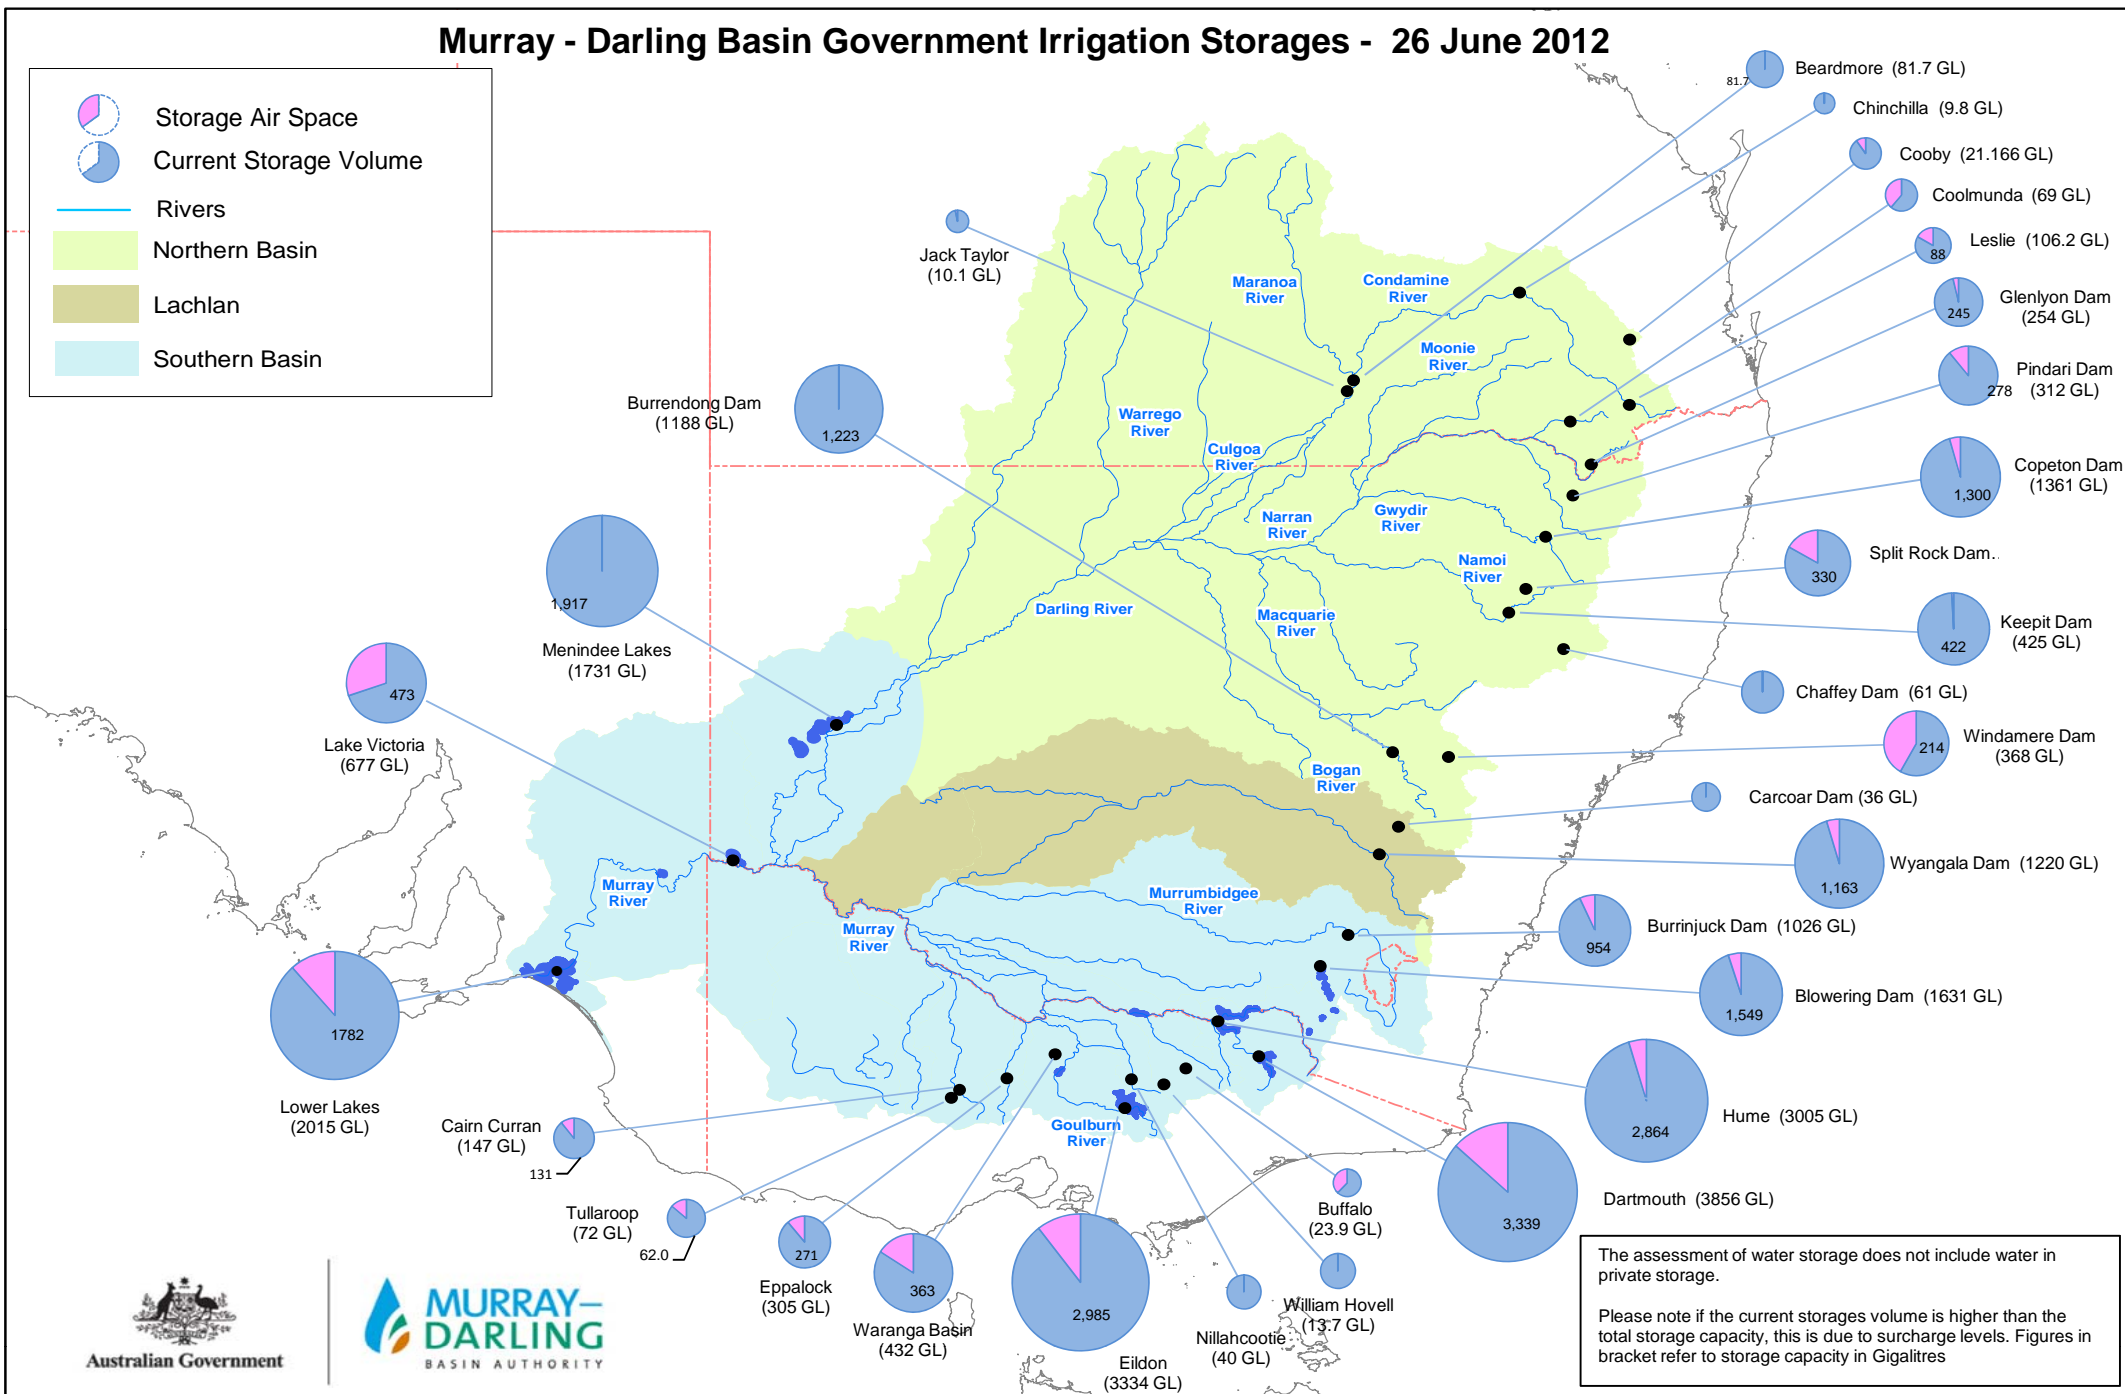 Murray - Darling Basin Government Irrigation Storages - 26 June 2012
Storage Air Space
Current Storage Volume
Rivers
Northern Basin
Lachlan
Southern Basin
81.7
Beardmore (81.7 GL)
Chinchilla (9.8 GL)
Cooby (21.166 GL)
Coolmunda (69 GL)
Leslie (106.2 GL)
88
Glenlyon Dam
(254 GL)
245
Pindari Dam
(312 GL)
278
Copeton Dam
(1361 GL)
1,300
Split Rock Dam..
330
Keepit Dam
(425 GL)
422
Chaffey Dam (61 GL)
Windamere Dam
(368 GL)
214
Carcoar Dam (36 GL)
Wyangala Dam (1220 GL)
1,163
Burrinjuck Dam (1026 GL)
954
Blowering Dam (1631 GL)
1,549
Hume (3005 GL)
2,864
Dartmouth (3856 GL)
3,339
Jack Taylor
(10.1 GL)
Burrendong Dam
(1188 GL)
1,223
1,917
Menindee Lakes
(1731 GL)
473
Lake Victoria
(677 GL)
1782
Lower Lakes
(2015 GL)
Cairn Curran
(147 GL)
131
Tullaroop
(72 GL)
62.0
271
Eppalock
(305 GL)
363
Waranga Basin
(432 GL)
2,985
Eildon
(3334 GL)
Nillahcootie
(40 GL)
William Hovell
(13.7 GL)
Buffalo
(23.9 GL)
Maranoa
River
Condamine
River
Moonie
River
Warrego
River
Culgoa
River
Narran
River
Gwydir
River
Namoi
River
Darling River
Macquarie
River
Bogan
River
Murray
River
Murrumbidgee
River
Murray
River
Goulburn
River
The assessment of water storage does not include water in
private storage.
Please note if the current storages volume is higher than the
total storage capacity, this is due to surcharge levels. Figures in
bracket refer to storage capacity in Gigalitres
Australian Government
MURRAY–
DARLING
BASIN AUTHORITY